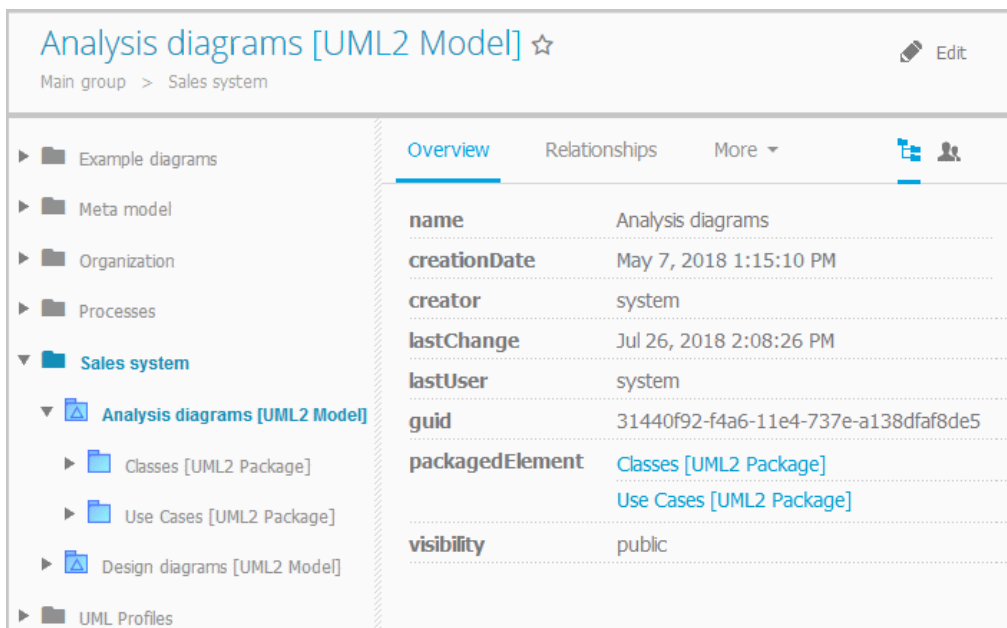 Analysis diagrams [UML2 Model]
Edit
Main group > Sales system
Example diagrams
Meta model
Organization
Processes
Sales system
Analysis diagrams [UML2 Model]
Classes [UML2 Package]
Use Cases [UML2 Package]
Design diagrams [UML2 Model]
UML Profiles
Overview Relationships More
name Analysis diagrams
creationDate May 7, 2018 1:15:10 PM
creator system
lastChange Jul 26, 2018 2:08:26 PM
lastUser system
guid 31440f92-f4a6-11e4-737e-a138dfaf8de5
packagedElement Classes [UML2 Package]
Use Cases [UML2 Package]
visibility public